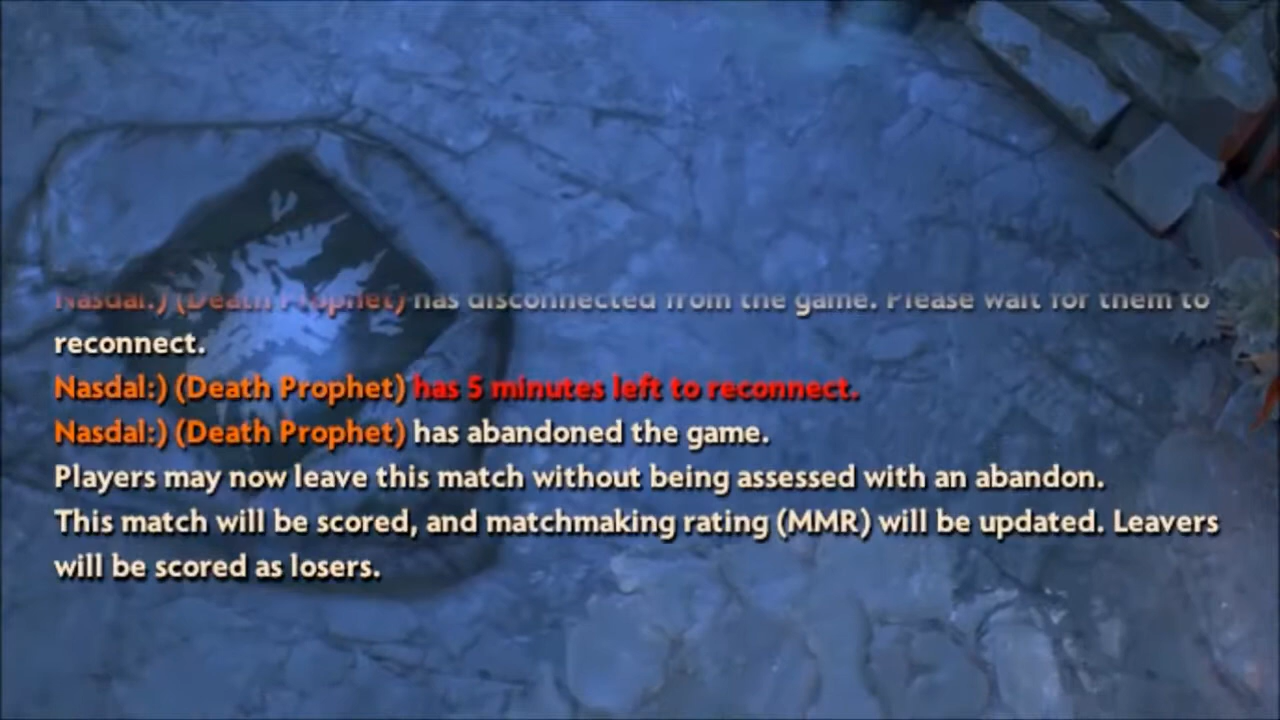 Nasdal:) (Death Prophet) has disconnected from the game. Please wait for them to
reconnect.
Nasdal:) (Death Prophet) has 5 minutes left to reconnect.
Nasdal:) (Death Prophet) has abandoned the game.
Players may now leave this match without being assessed with an abandon.
This match will be scored, and matchmaking rating (MMR) will be updated. Leavers
will be scored as losers.